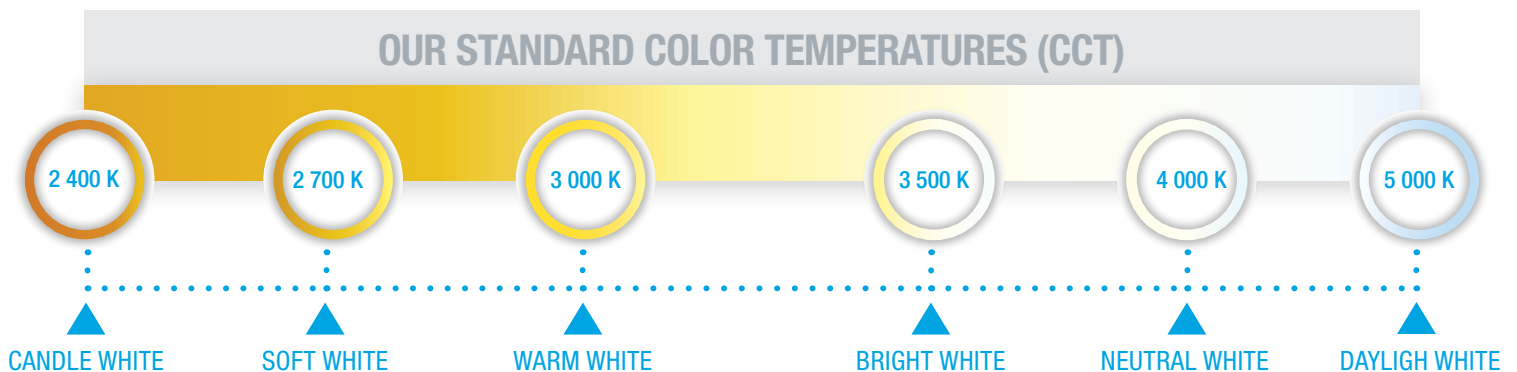 OUR STANDARD COLOR TEMPERATURES (CCT)
2 400 K 2 700 K 3 000 K 3 500 K 4 000 K 5 000 K
CANDLE WHITE SOFT WHITE WARM WHITE BRIGHT WHITE NEUTRAL WHITE DAYLIGH WHITE